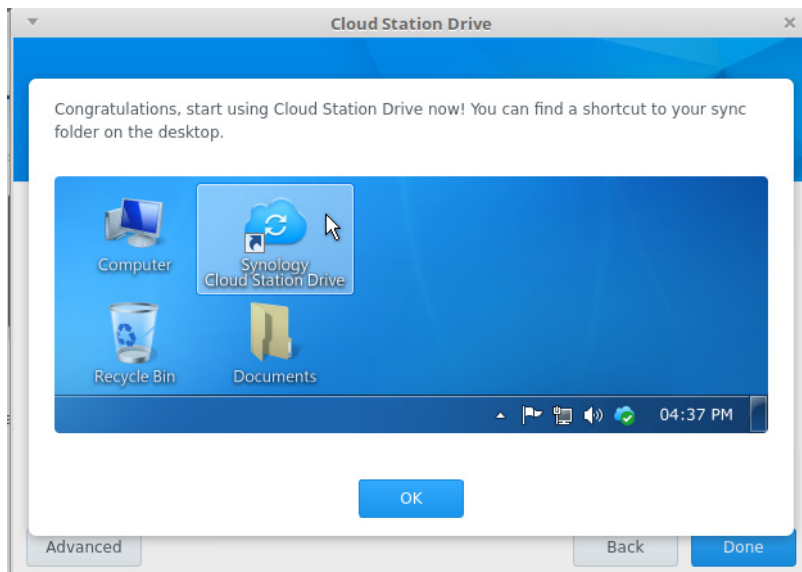 Cloud Station Drive
Congratulations, start using Cloud Station Drive now! You can find a shortcut to your sync
folder on the desktop.
Computer
Synology
Cloud Station Drive
Recycle Bin
Documents
04:37 PM
OK
Advanced
Back
Done